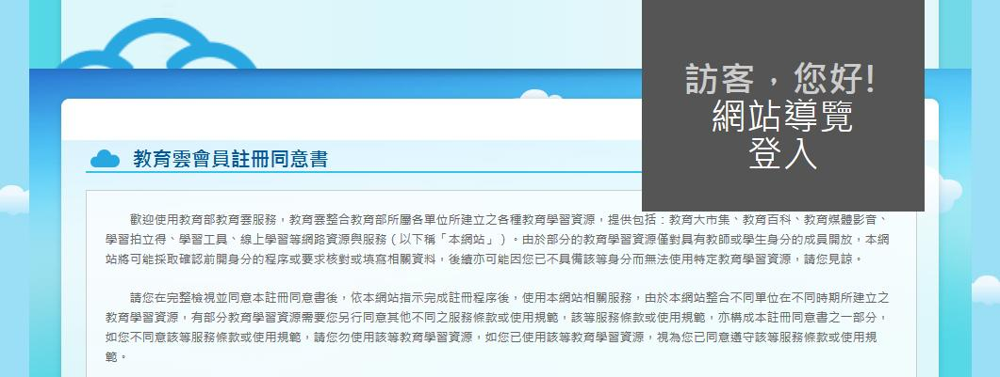 訪客，您好!
網站導覽
登入
教育雲會員註冊同意書
歡迎使用教育部教育雲服務，教育雲整合教育部所屬各單位所建立之各種教育學習資源，提供包括：教育大市集、教育百科、教育媒體影音、
學習拍立得、學習工具、線上學習等網路資源與服務（以下稱「本網站」）。由於部分的教育學習資源僅對具有教師或學生身分的成員開放，本網
站將可能採取確認前開身分的程序或要求核對或填寫相關資料，後續亦可能因您已不具備該等身分而無法使用特定教育學習資源，請您見諒。
請您在完整檢視並同意本註冊同意書後，依本網站指示完成註冊程序後，使用本網站相關服務，由於本網站整合不同單位在不同時期所建立之
教育學習資源，有部分教育學習資源需要您另行同意其他不同之服務條款或使用規範，該等服務條款或使用規範，亦構成本註冊同意書之一部分，
如您不同意該等服務條款或使用規範，請您勿使用該等教育學習資源，如您已使用該等教育學習資源，視為您已同意遵守該等服務條款或使用規
範。